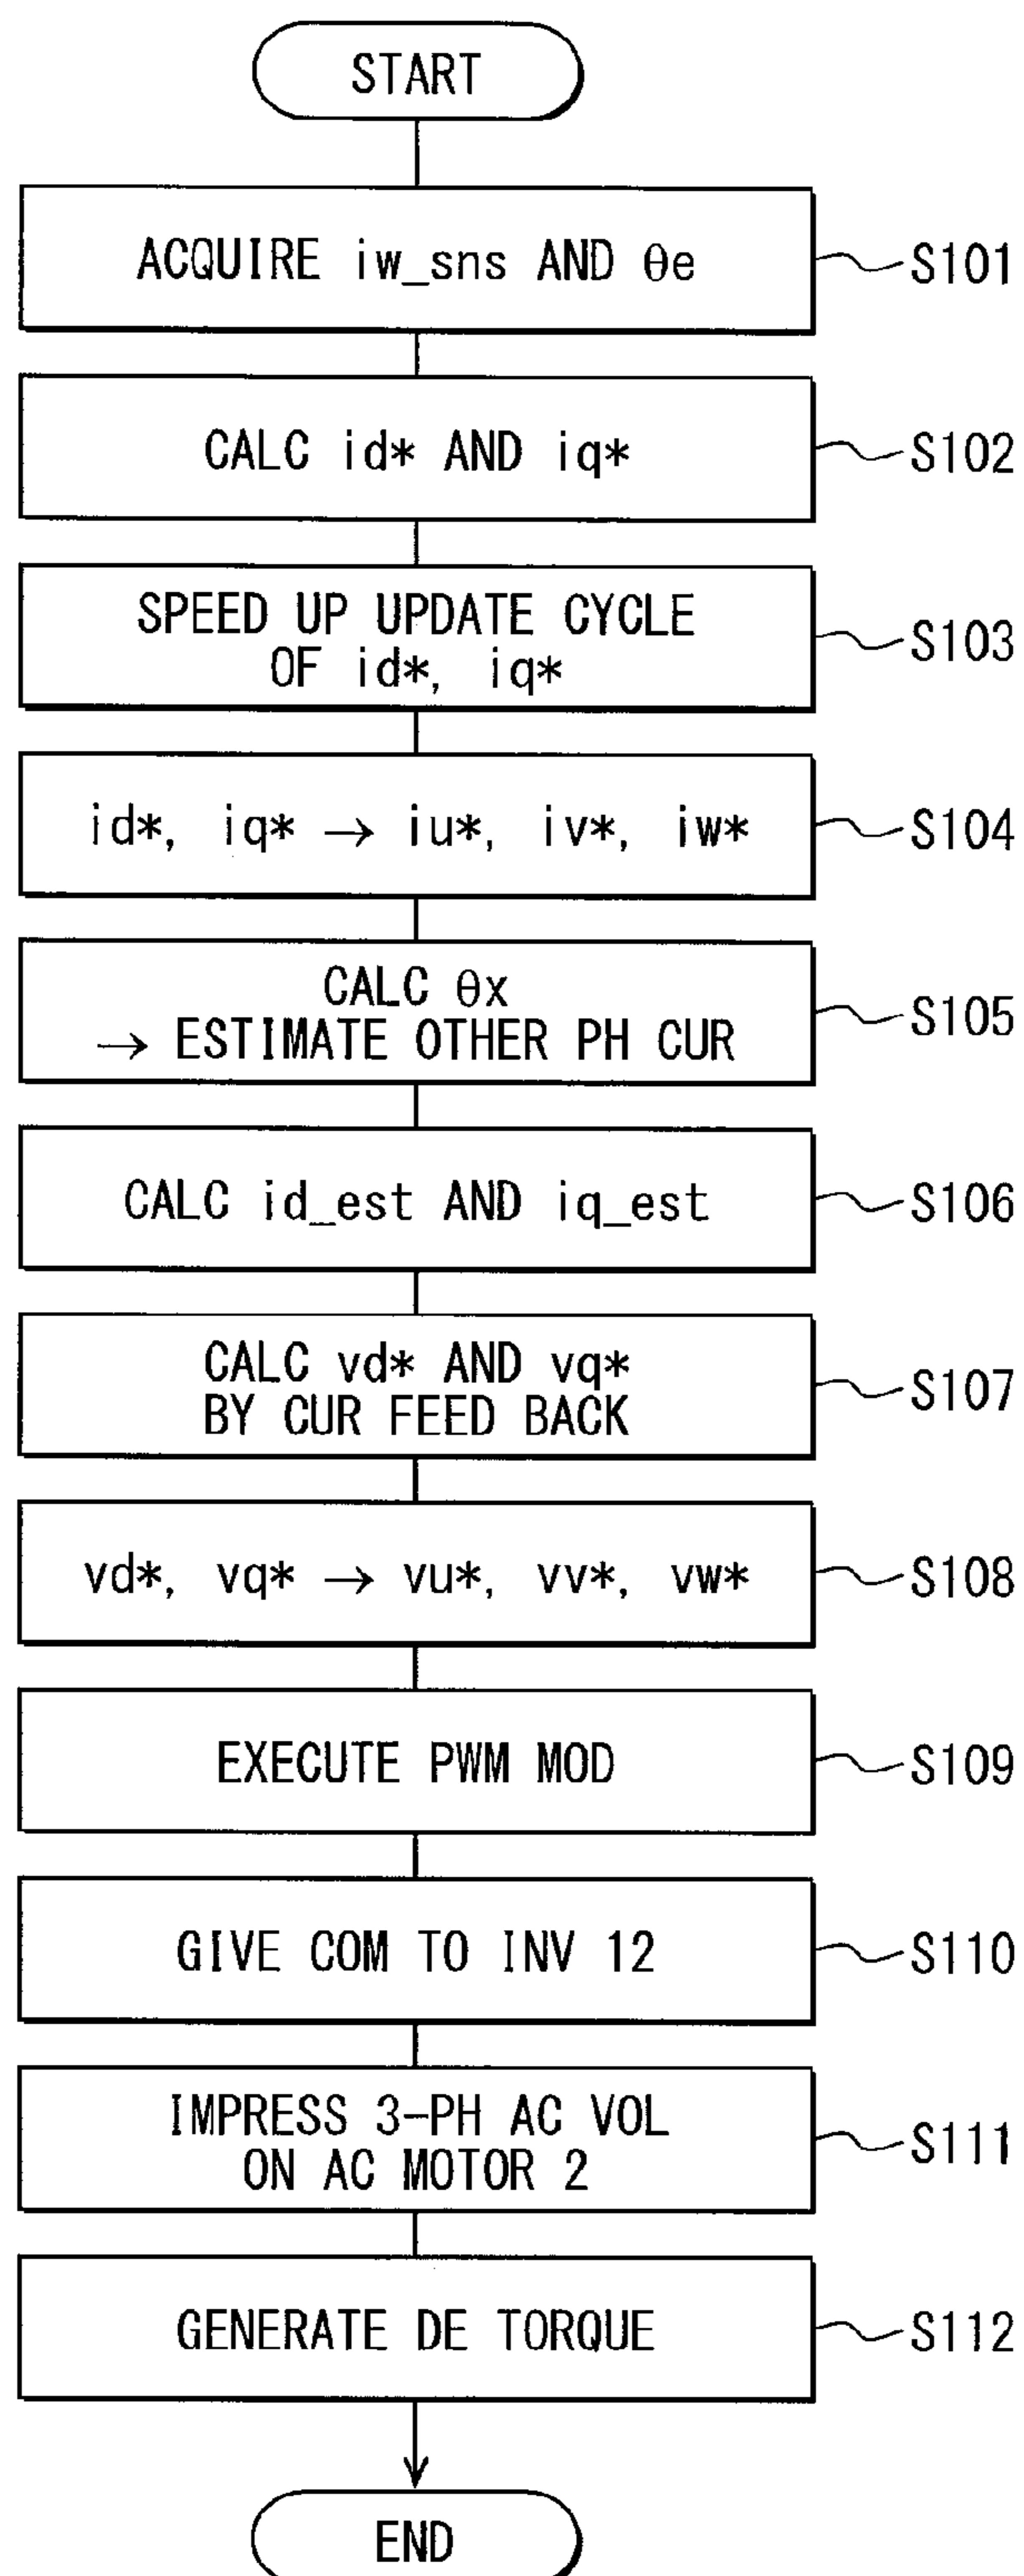 START
ACQUIRE iw_sns AND θe
S101
CALC id* AND iq*
S102
SPEED UP UPDATE CYCLE
OF id*, iq*
S103
id*, iq* → iu*, iv*, iw*
S104
CALC θx
→ ESTIMATE OTHER PH CUR
S105
CALC id_est AND iq_est
S106
CALC vd* AND vq*
BY CUR FEED BACK
S107
vd*, vq* → vu*, vv*, vw*
S108
EXECUTE PWM MOD
S109
GIVE COM TO INV 12
S110
IMPRESS 3-PH AC VOL
ON AC MOTOR 2
S111
GENERATE DE TORQUE
S112
END